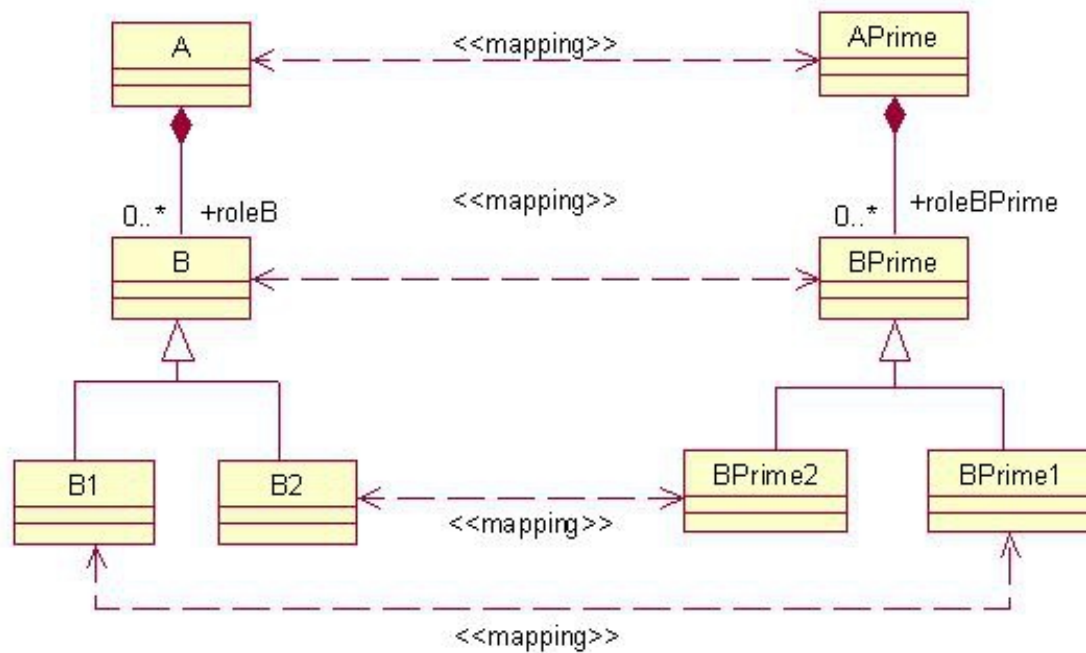 A
<<mapping>>
APrime
<<mapping>>
0..*
+roleB
0..*
+roleBPrime
B
BPrime
B1
B2
BPrime2
BPrime1
<<mapping>>
<<mapping>>